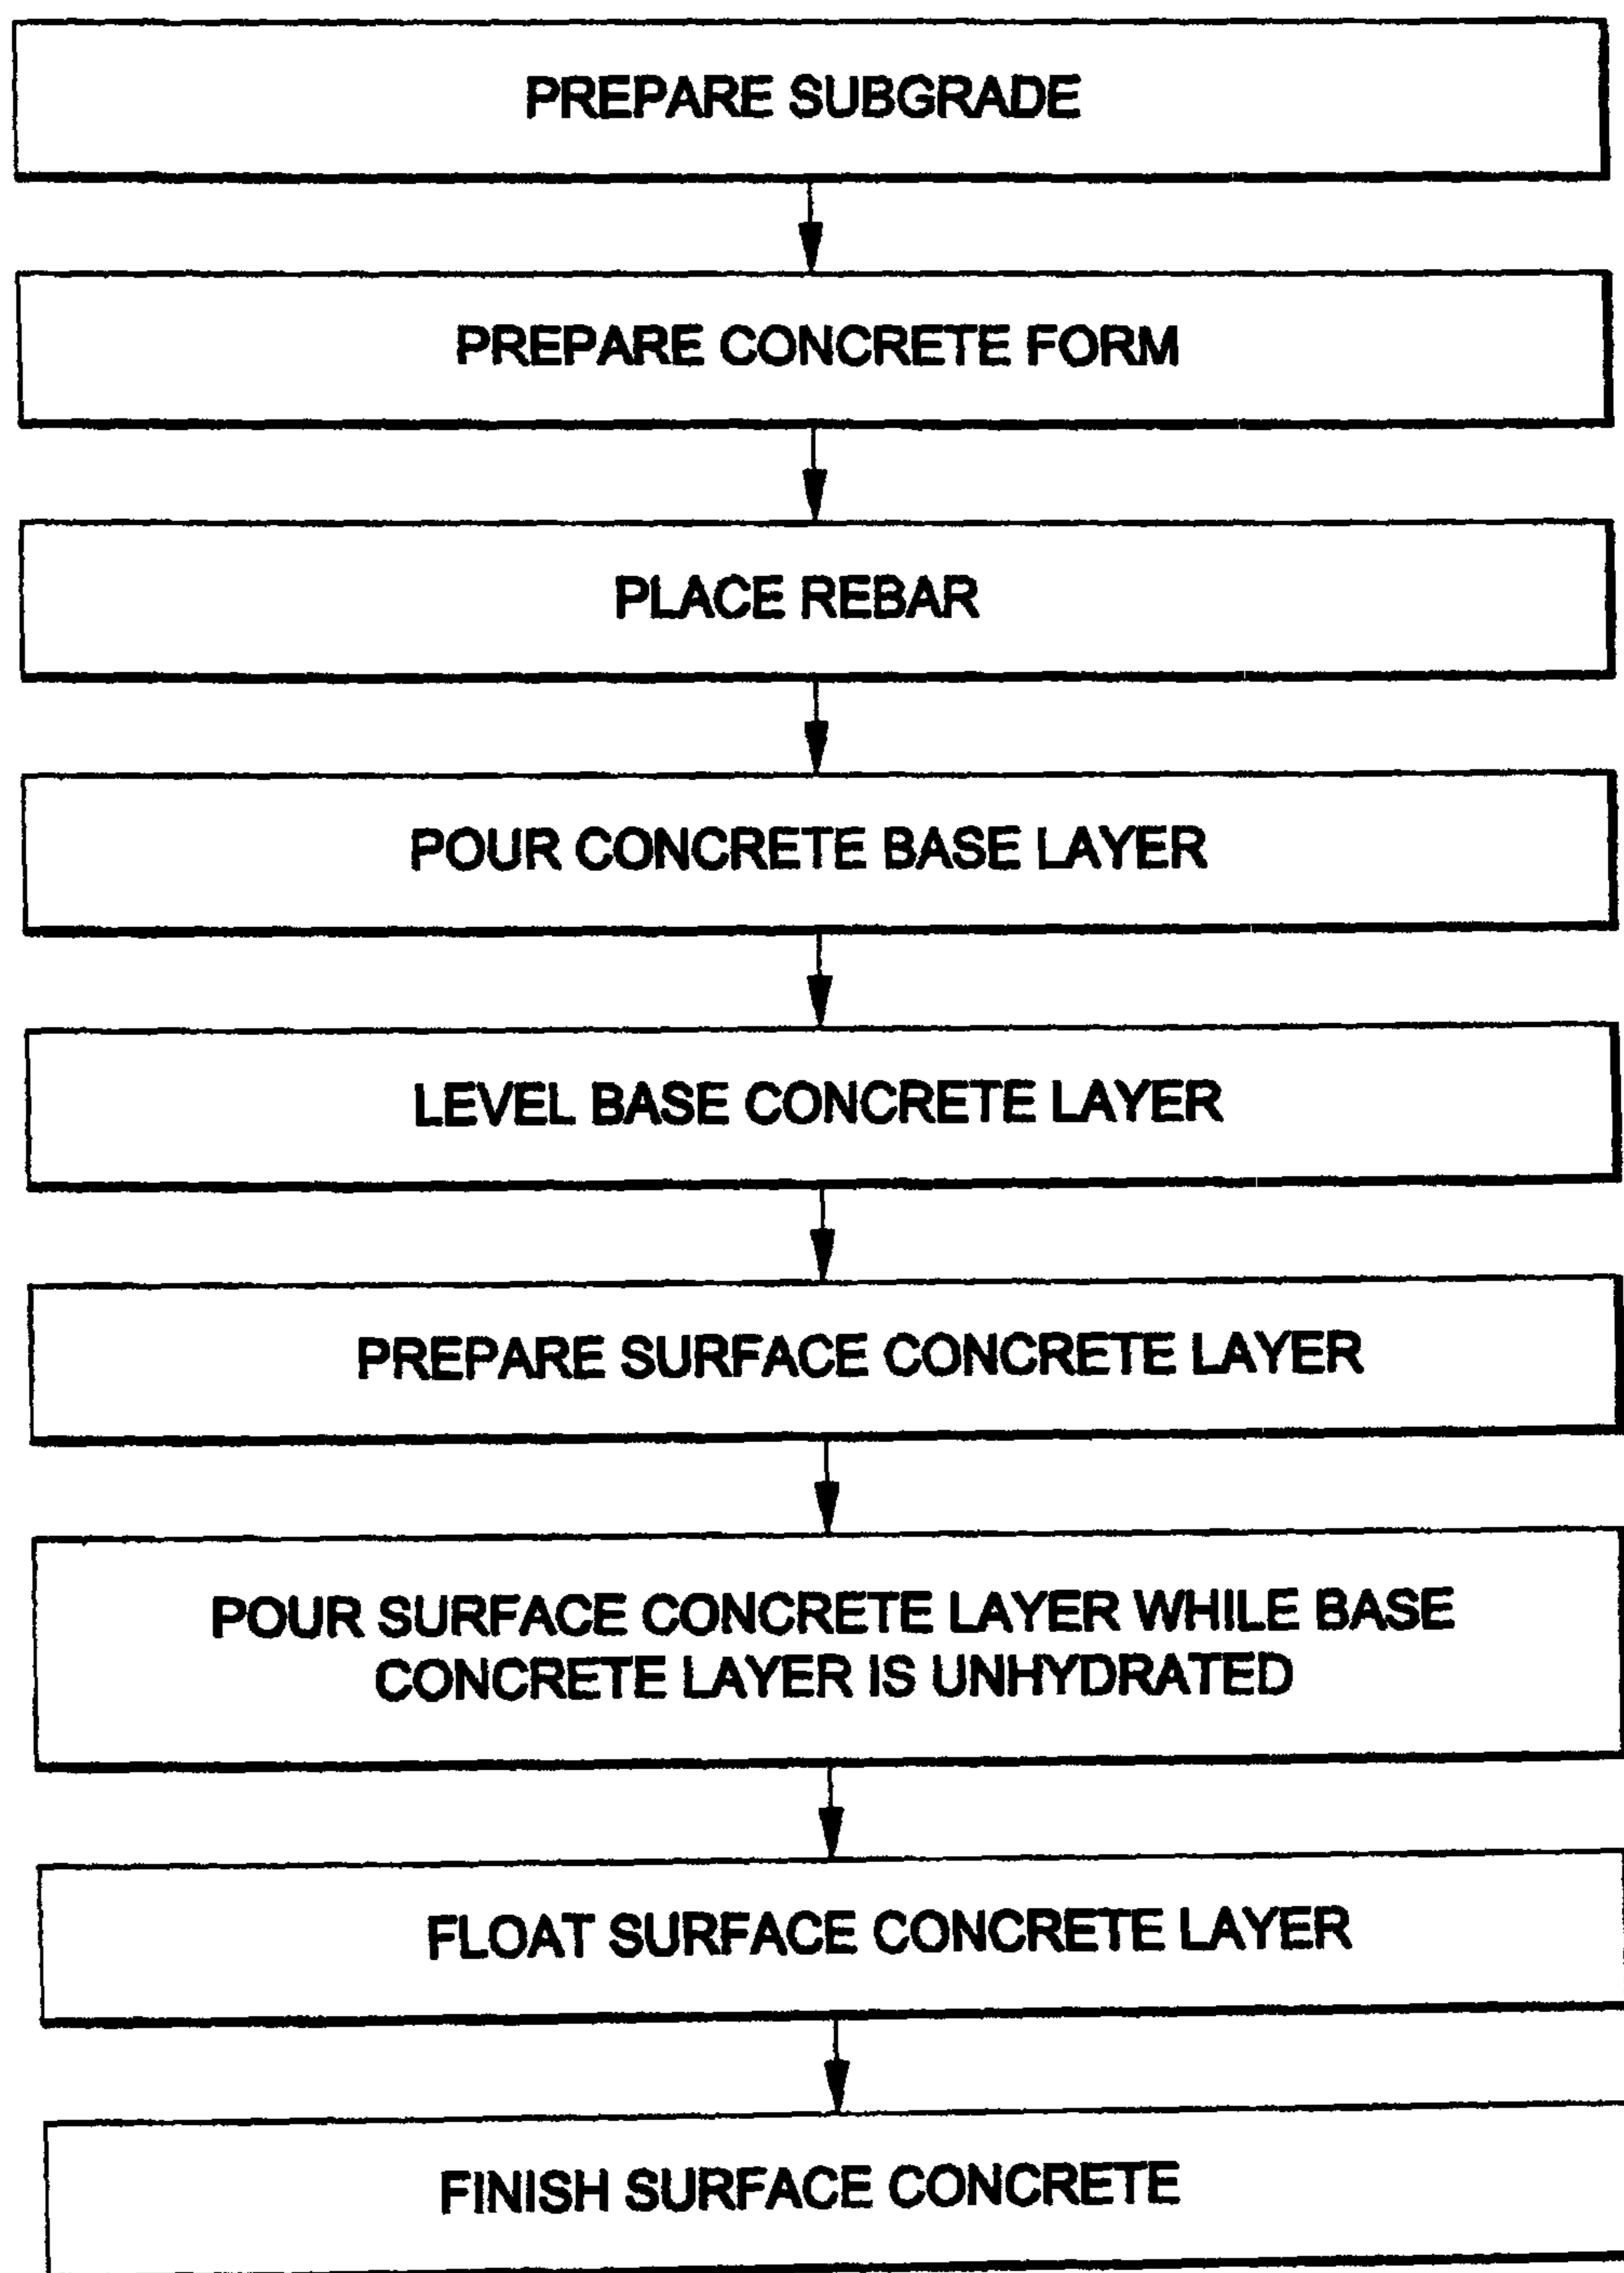 PREPARE SUBGRADE
PREPARE CONCRETE FORM
PLACE REBAR
POUR CONCRETE BASE LAYER
LEVEL BASE CONCRETE LAYER
PREPARE SURFACE CONCRETE LAYER
POUR SURFACE CONCRETE LAYER WHILE BASE
CONCRETE LAYER IS UNHYDRATED
FLOAT SURFACE CONCRETE LAYER
FINISH SURFACE CONCRETE